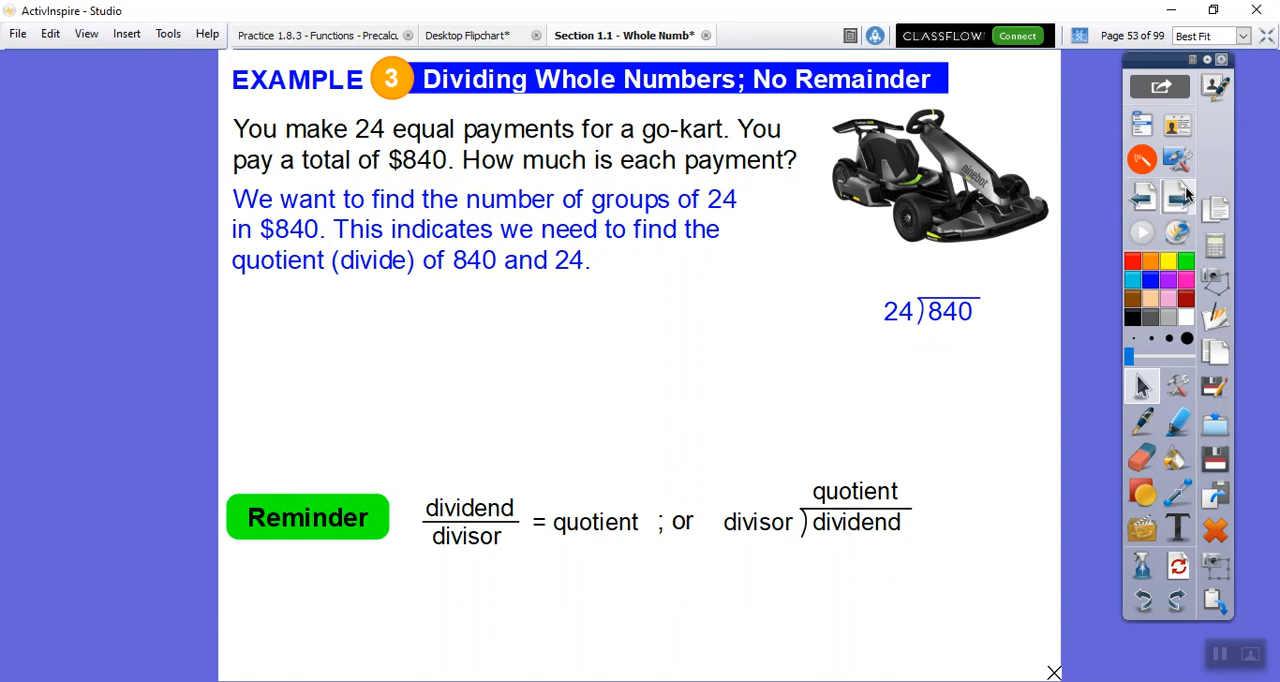 ActivInspire - Studio
File Edit View Insert Tools Help
Practice 1.8.3 - Functions - Precalcu
Desktop Flipchart*
Section 1.1 - Whole Numb*
CLASSFLOW Connect
Page 53 of 99
Best Fit
EXAMPLE 3 Dividing Whole Numbers; No Remainder
You make 24 equal payments for a go-kart. You
pay a total of $840. How much is each payment?
ninebot
We want to find the number of groups of 24
in $840. This indicates we need to find the
quotient (divide) of 840 and 24.
24)840
Reminder
dividend
divisor
= quotient ; or
quotient
divisor )dividend